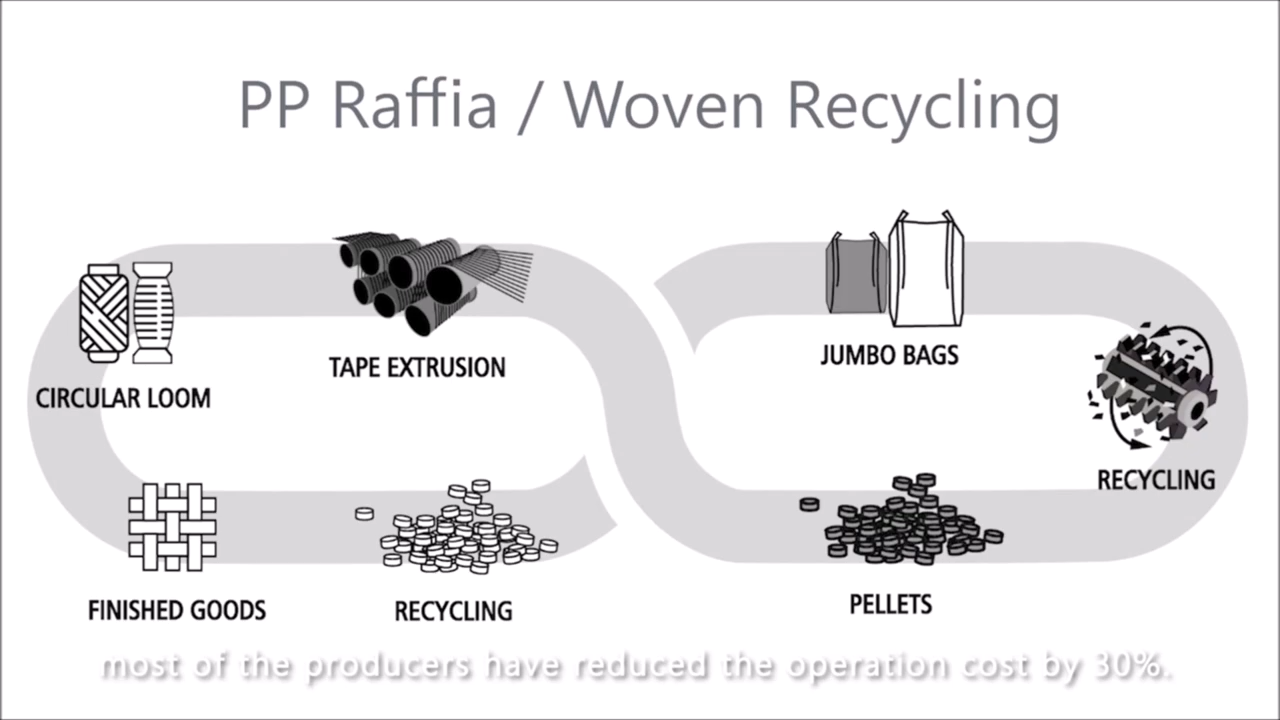 PP Raffia / Woven Recycling
TAPE EXTRUSION
JUMBO BAGS
CIRCULAR LOOM
RECYCLING
FINISHED GOODS
RECYCLING
PELLETS
most of the producers have reduced the operation cost by 30%.